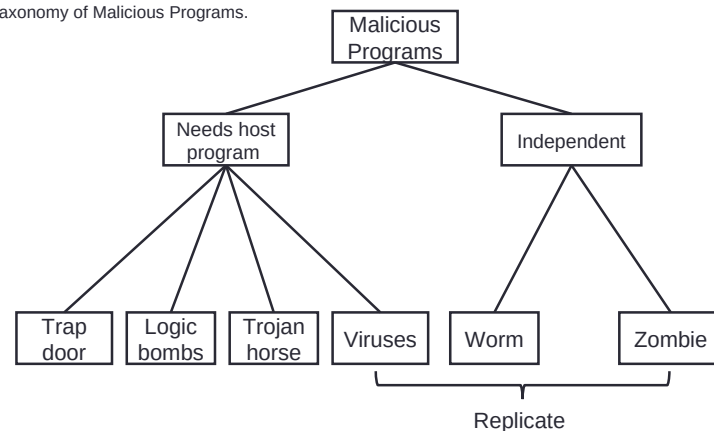 axonomy of Malicious Programs.
Malicious
Programs
Needs host
program
Independent
Trap
door
Logic
bombs
Trojan
horse
Viruses
Worm
Zombie
Replicate